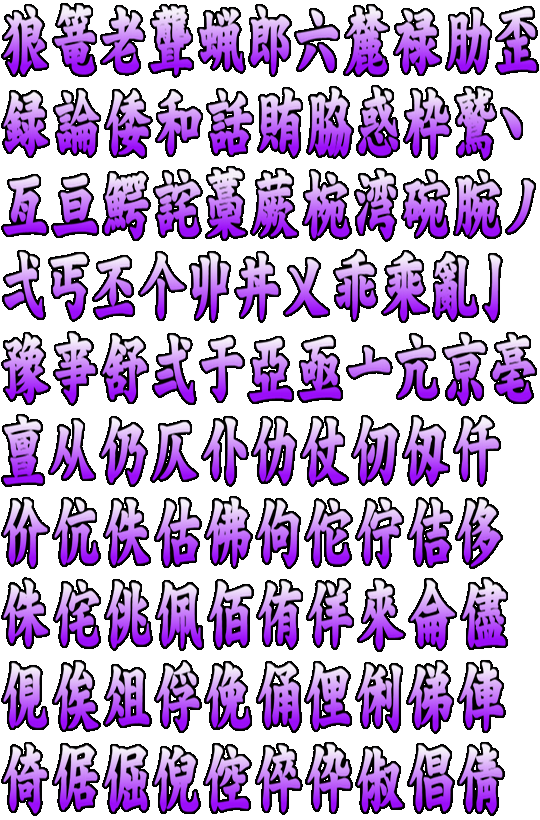 狼篭老聾蝋郎六麓禄肋歪
録論倭和話賄脇惑枠鷲丶
亙亘鰐詫藁蕨椀湾碗腕丿
弌丐丕个丱丼乂乖乘亂亅
豫亊舒弍于亞亟亠亢亰亳
亶从仍仄仆仂仗仞仭仟
价伉佚估佛佝佗佇佶侈
侏侘佻佩佰侑佯來侖儘
俔俟俎俘俛俑俚俐俤俥
倚倨倔倪倥倅伜俶倡倩